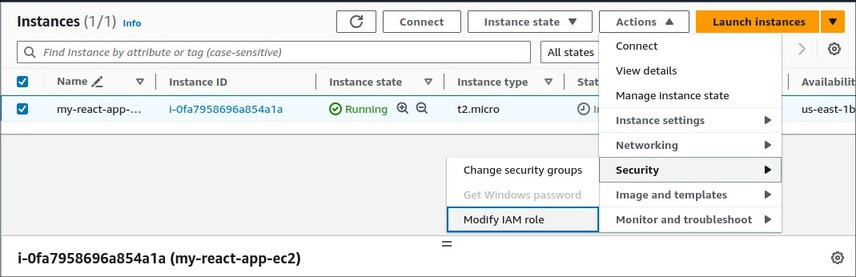 Instances (1/1) Info
Connect Instance state Actions Launch instances
Find Instance by attribute or tag (case-sensitive) All states
Name Instance ID Instance state Instance type Stat Availabilit
my-react-app-... i-0fa7958696a854a1a Running t2.micro us-east-1b
Connect
View details
Manage instance state
Instance settings
Networking
Security
Image and templates
Monitor and troubleshoot
Change security groups
Get Windows password
Modify IAM role
i-0fa7958696a854a1a (my-react-app-ec2)